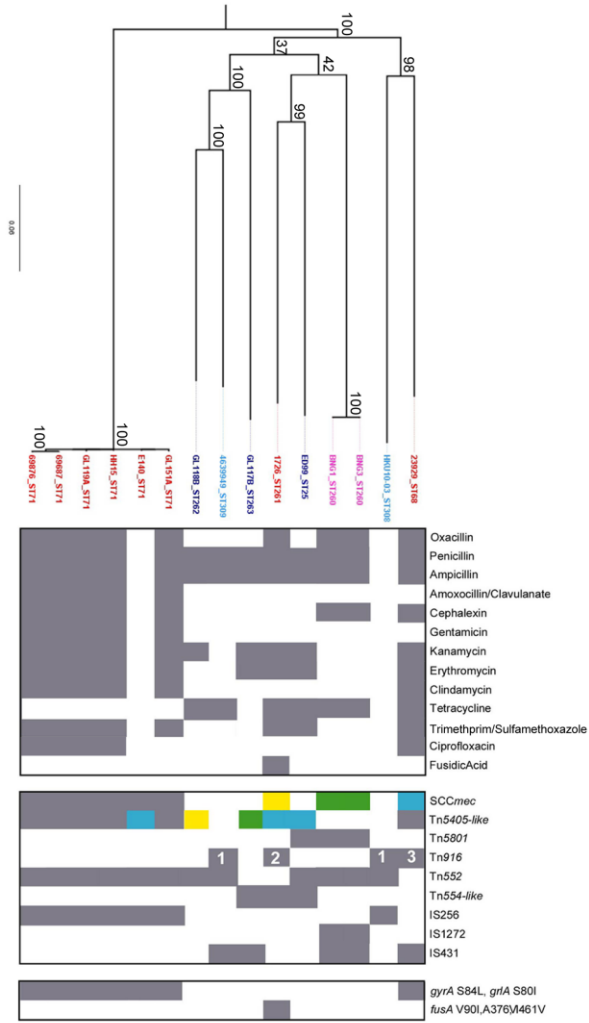 100
98
37
42
100
99
100
100
100
100
0.06
69876_ST71
69687_ST71
GL119A_ST71
HH15_ST71
E140_ST71
GL151A_ST71
GL118B_ST262
4639949_ST309
GL117B_ST263
1726_ST261
ED99_ST25
BNG1_ST260
BNG3_ST260
HKU10-03_ST308
23929_ST68
Oxacillin
Penicillin
Ampicillin
Amoxocillin/Clavulanate
Cephalexin
Gentamicin
Kanamycin
Erythromycin
Clindamycin
Tetracycline
Trimethprim/Sulfamethoxazole
Ciprofloxacin
FusidicAcid
SCCmec
Tn5405-like
Tn5801
1 2 1 3 Tn916
Tn552
Tn554-like
IS256
IS1272
IS431
gyrA S84L, grlA S80I
fusA V90I,A376V/I461V